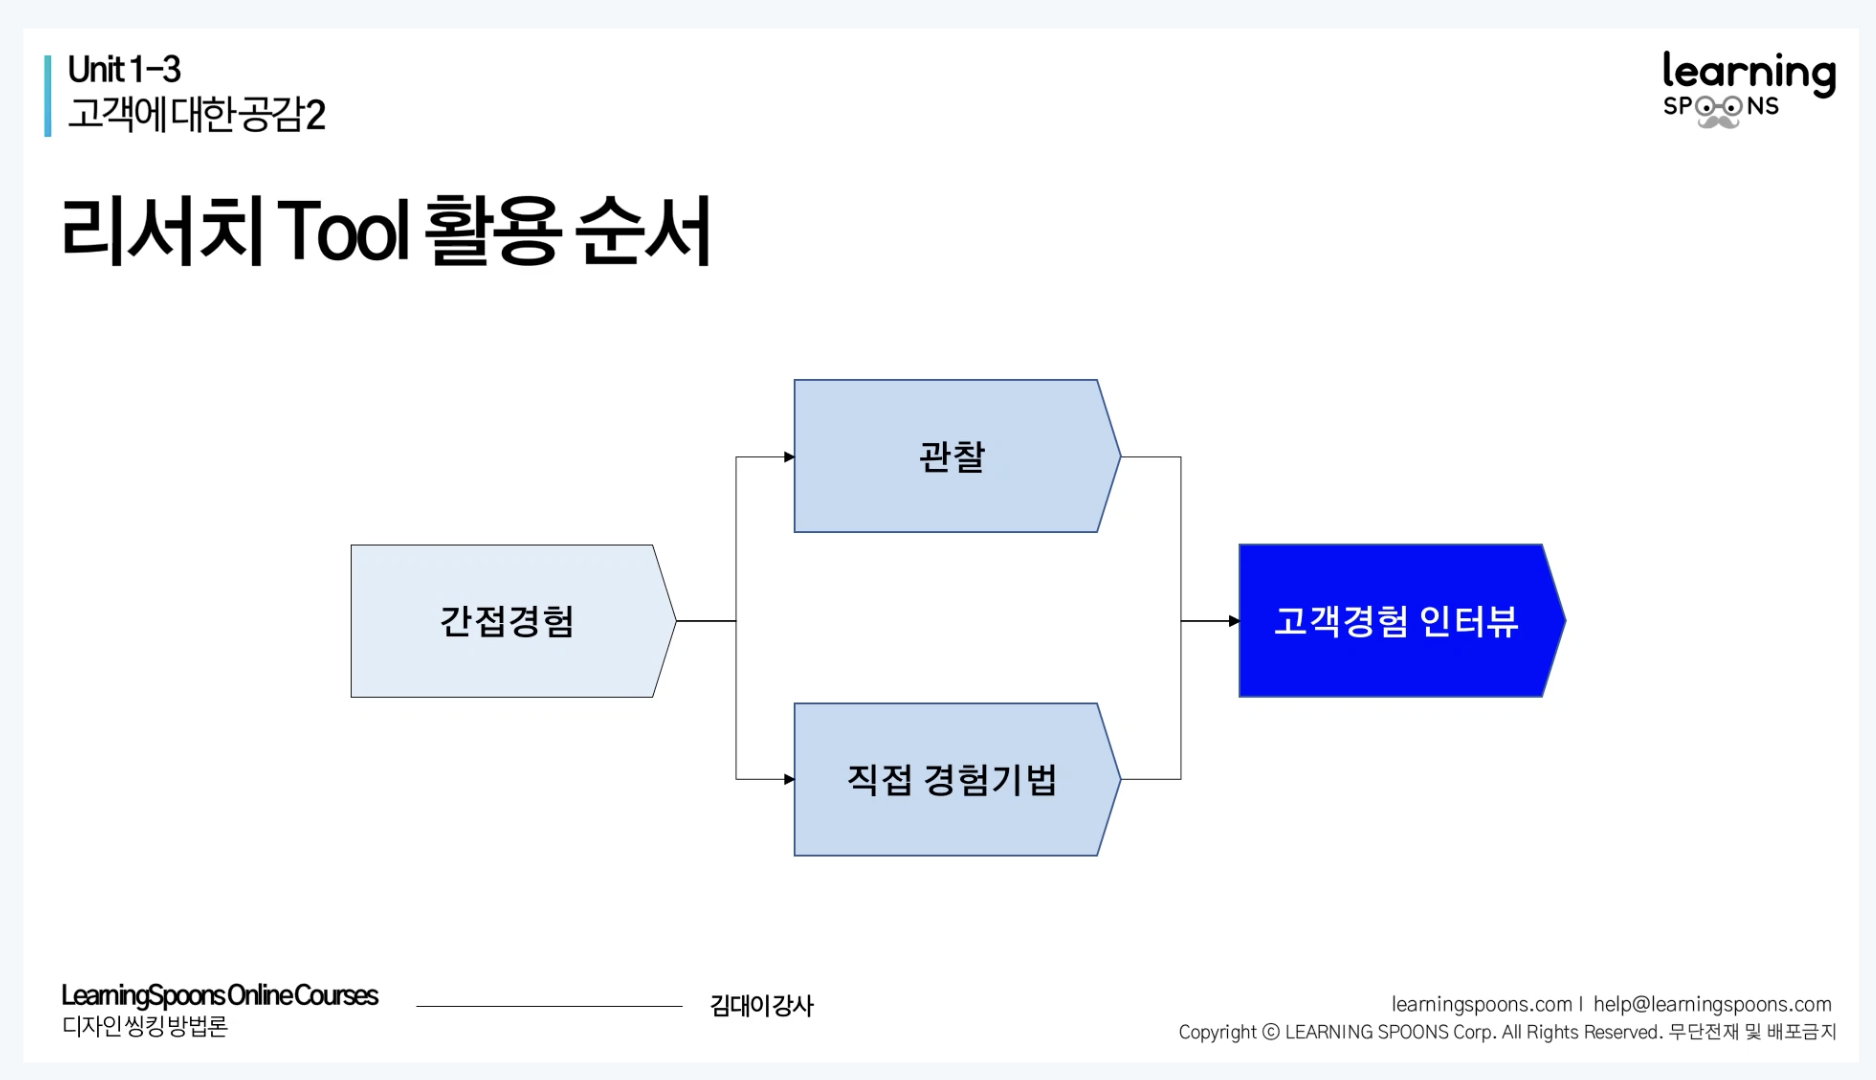 Unit 1-3
고객에 대한 공감2
learning
SPOONS
리서치 Tool 활용 순서
관찰
간접경험
고객경험 인터뷰
직접 경험기법
LearningSpoons Online Courses
디자인 씽킹 방법론
김대이 강사
learningspoons.com l help@learningspoons.com
Copyright ⓒ LEARNING SPOONS Corp. All Rights Reserved. 무단전재 및 배포금지